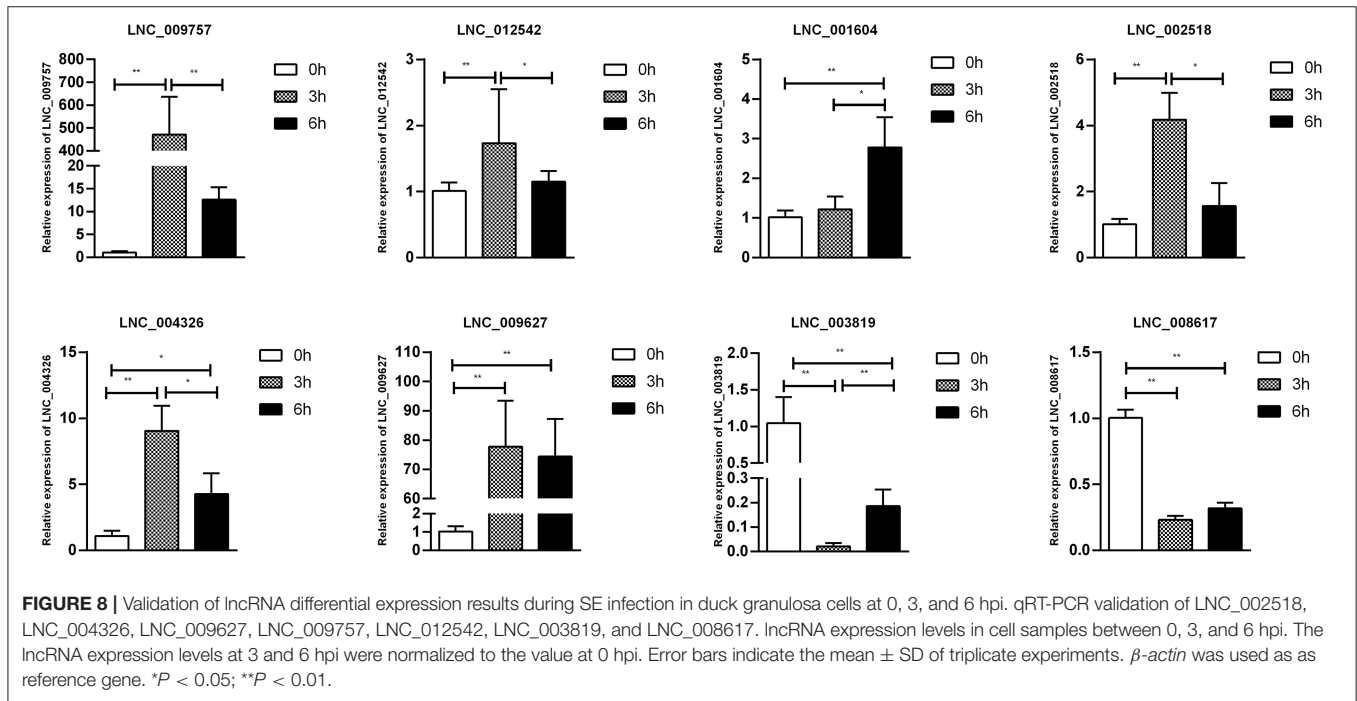 LNC_009757
Relative expression of LNC_009757
800
700
600
500
400
20
15
10
5
0
**
**
0h
3h
6h
LNC_012542
Relative expression of LNC_012542
3
2
1
0
**
*
0h
3h
6h
LNC_001604
Relative expression of LNC_001604
5
4
3
2
1
0
**
*
0h
3h
6h
LNC_002518
Relative expression of LNC_002518
6
4
2
0
**
*
0h
3h
6h
LNC_004326
Relative expression of LNC_004326
15
10
5
0
*
**
*
0h
3h
6h
LNC_009627
Relative expression of LNC_009627
110
100
90
80
70
60
2
1
0
**
**
0h
3h
6h
LNC_003819
Relative expression of LNC_003819
2.0
1.5
1.0
0.5
0.3
0.2
0.1
0.0
**
**
**
0h
3h
6h
LNC_008617
Relative expression of LNC_008617
1.5
1.0
0.5
0.0
**
**
0h
3h
6h
FIGURE 8 | Validation of lncRNA differential expression results during SE infection in duck granulosa cells at 0, 3, and 6 hpi. qRT-PCR validation of LNC_002518,
LNC_004326, LNC_009627, LNC_009757, LNC_012542, LNC_003819, and LNC_008617. lncRNA expression levels in cell samples between 0, 3, and 6 hpi. The
lncRNA expression levels at 3 and 6 hpi were normalized to the value at 0 hpi. Error bars indicate the mean ± SD of triplicate experiments. β-actin was used as as
reference gene. *P < 0.05; **P < 0.01.